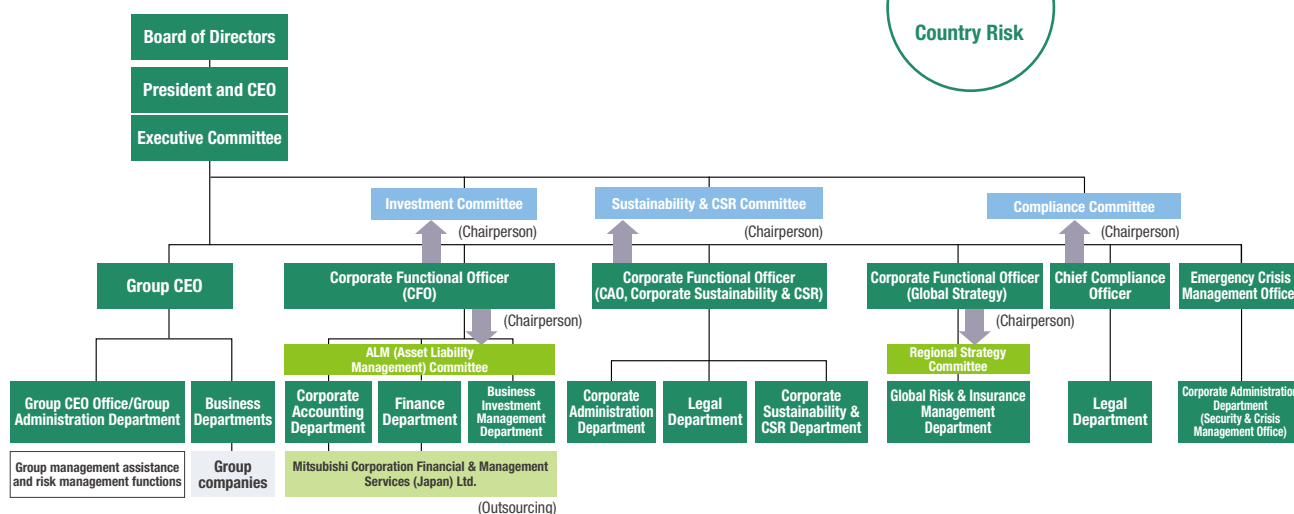 Country Risk
Board of Directors
President and CEO
Executive Committee
Investment Committee
Sustainability & CSR Committee
Compliance Committee
(Chairperson)
(Chairperson)
(Chairperson)
Group CEO
Corporate Functional Officer
(CFO)
Corporate Functional Officer
(CAO, Corporate Sustainability & CSR)
Corporate Functional Officer
(Global Strategy)
Chief Compliance
Officer
Emergency Crisis
Management Office
(Chairperson)
(Chairperson)
ALM (Asset Liability
Management) Committee
Regional Strategy
Committee
Group CEO Office/Group
Administration Department
Business
Departments
Corporate
Accounting
Department
Finance
Department
Business
Investment
Management
Department
Corporate
Administration
Department
Legal
Department
Corporate
Sustainability &
CSR Department
Global Risk & Insurance
Management
Department
Legal
Department
Corporate Administration
Department
(Security & Crisis
Management Office)
Group management assistance
and risk management functions
Group
companies
Mitsubishi Corporation Financial & Management
Services (Japan) Ltd.
(Outsourcing)